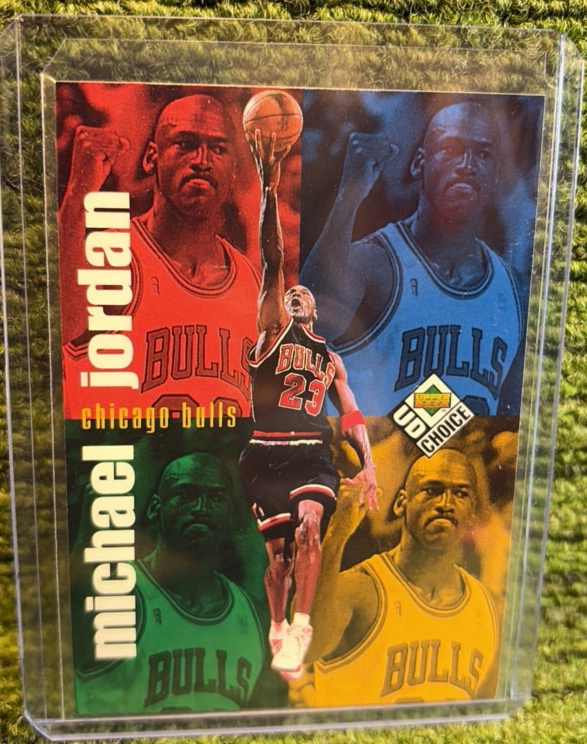 michael jordan
chicago·bulls
BULLS
BULLS
BULLS
23
UPPER
DECK
UD
CHOICE
BULLS
BULLS